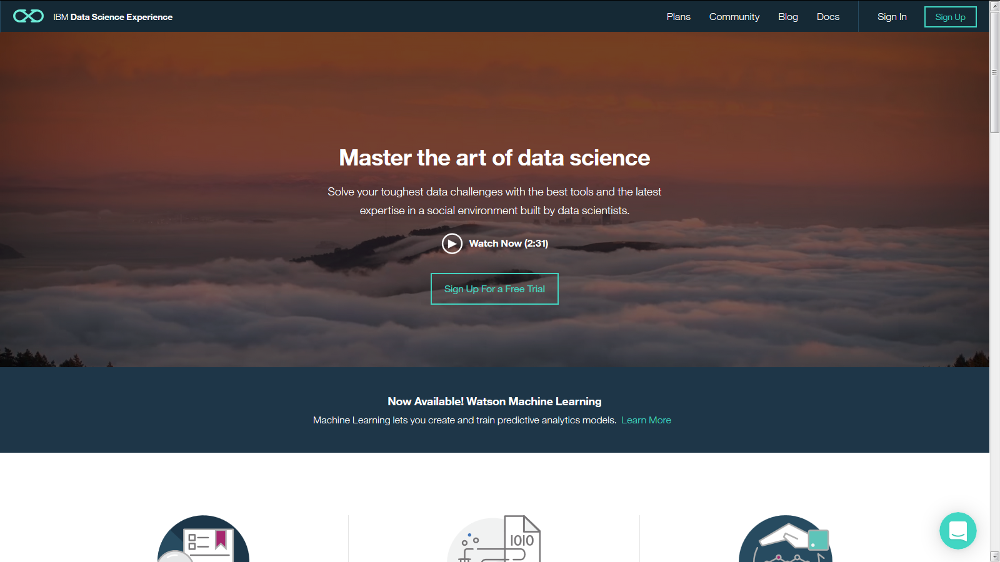 IBM Data Science Experience
Plans
Community
Blog
Docs
Sign In
Sign Up
Master the art of data science
Solve your toughest data challenges with the best tools and the latest
expertise in a social environment built by data scientists.
Watch Now (2:31)
Sign Up For a Free Trial
Now Available! Watson Machine Learning
Machine Learning lets you create and train predictive analytics models. Learn More
1010